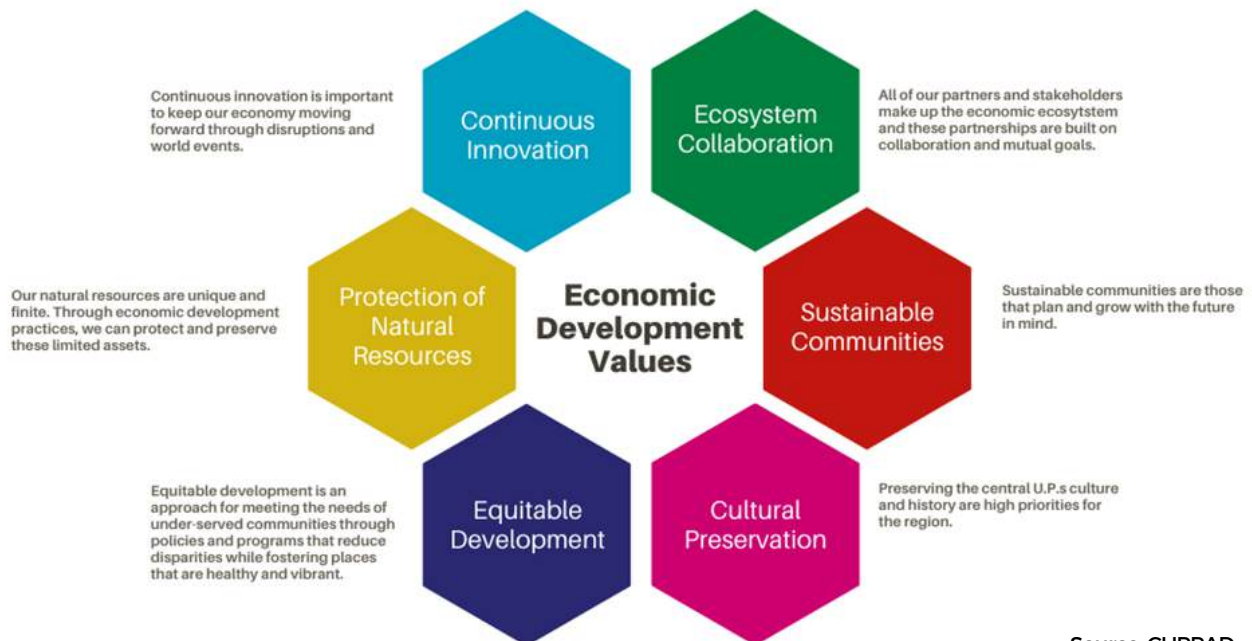 Continuous innovation is important
to keep our economy moving
forward through disruptions and
world events.
Continuous
Innovation
Ecosystem
Collaboration
All of our partners and stakeholders
make up the economic ecoytstem
and these partnerships are built on
collaboration and mutual goals.
Our natural resources are unique and
finite. Through economic development
practices, we can protect and preserve
these limited assets.
Protection of
Natural
Resources
Economic
Development
Values
Sustainable
Communities
Sustainable communities are those
that plan and grow with the future
in mind.
Equitable development is an
approach for meeting the needs of
under-served communities through
policies and programs that reduce
disparities while fostering places
that are healthy and vibrant.
Equitable
Development
Cultural
Preservation
Preserving the central U.P.s culture
and history are high priorities for
the region.